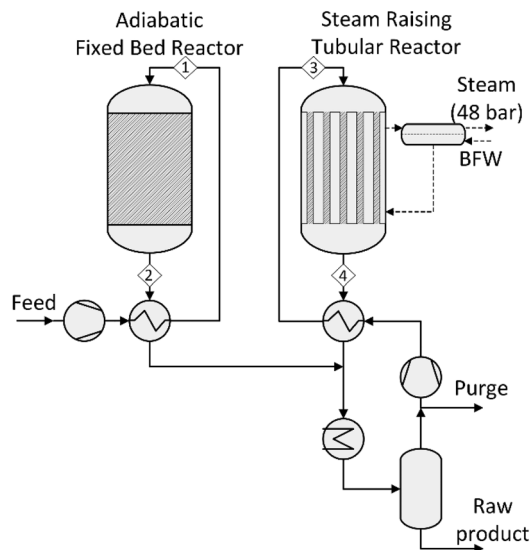 Adiabatic
Fixed Bed Reactor
Steam Raising
Tubular Reactor
1
3
Steam
(48 bar)
BFW
2
4
Feed
Purge
Raw
product